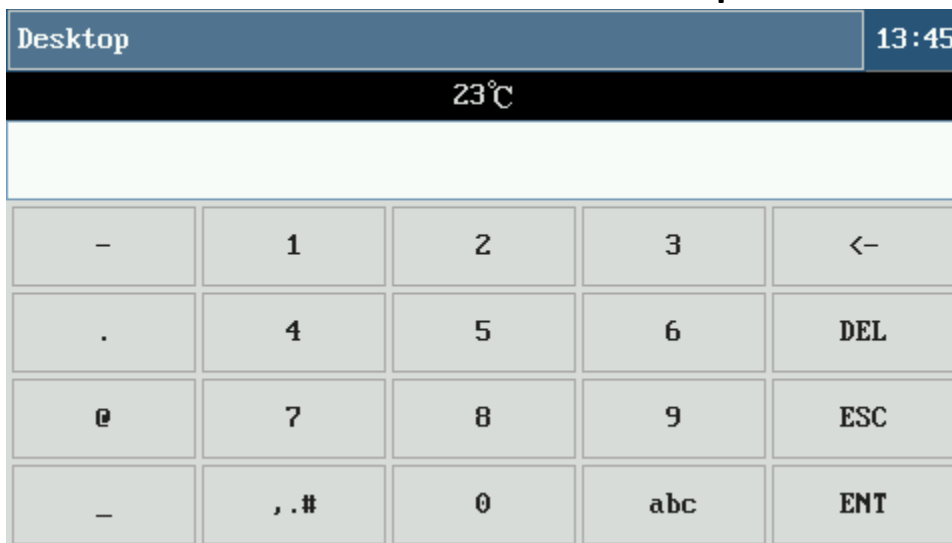 Desktop 13:45
23℃
- 1 2 3 <-
. 4 5 6 DEL
@ 7 8 9 ESC
_ ,.# 0 abc ENT